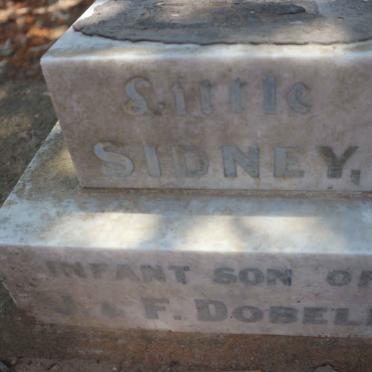 Little
SIDNEY,
INFANT SON OF
J & F. DOBELL